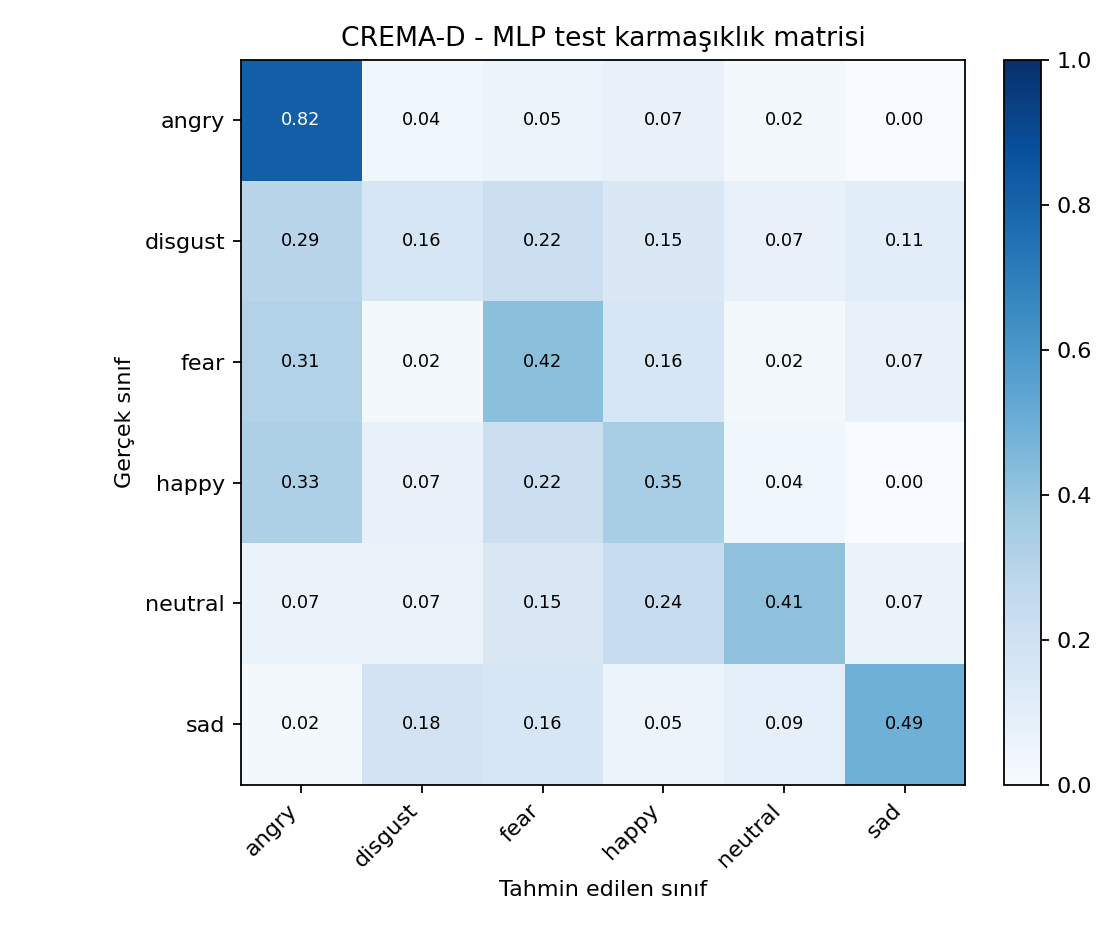 CREMA-D - MLP test karmaşıklık matrisi
angry 0.82 0.04 0.05 0.07 0.02 0.00
disgust 0.29 0.16 0.22 0.15 0.07 0.11
fear 0.31 0.02 0.42 0.16 0.02 0.07
happy 0.33 0.07 0.22 0.35 0.04 0.00
neutral 0.07 0.07 0.15 0.24 0.41 0.07
sad 0.02 0.18 0.16 0.05 0.09 0.49
Gerçek sınıf
angry disgust fear happy neutral sad
Tahmin edilen sınıf
1.0
0.8
0.6
0.4
0.2
0.0